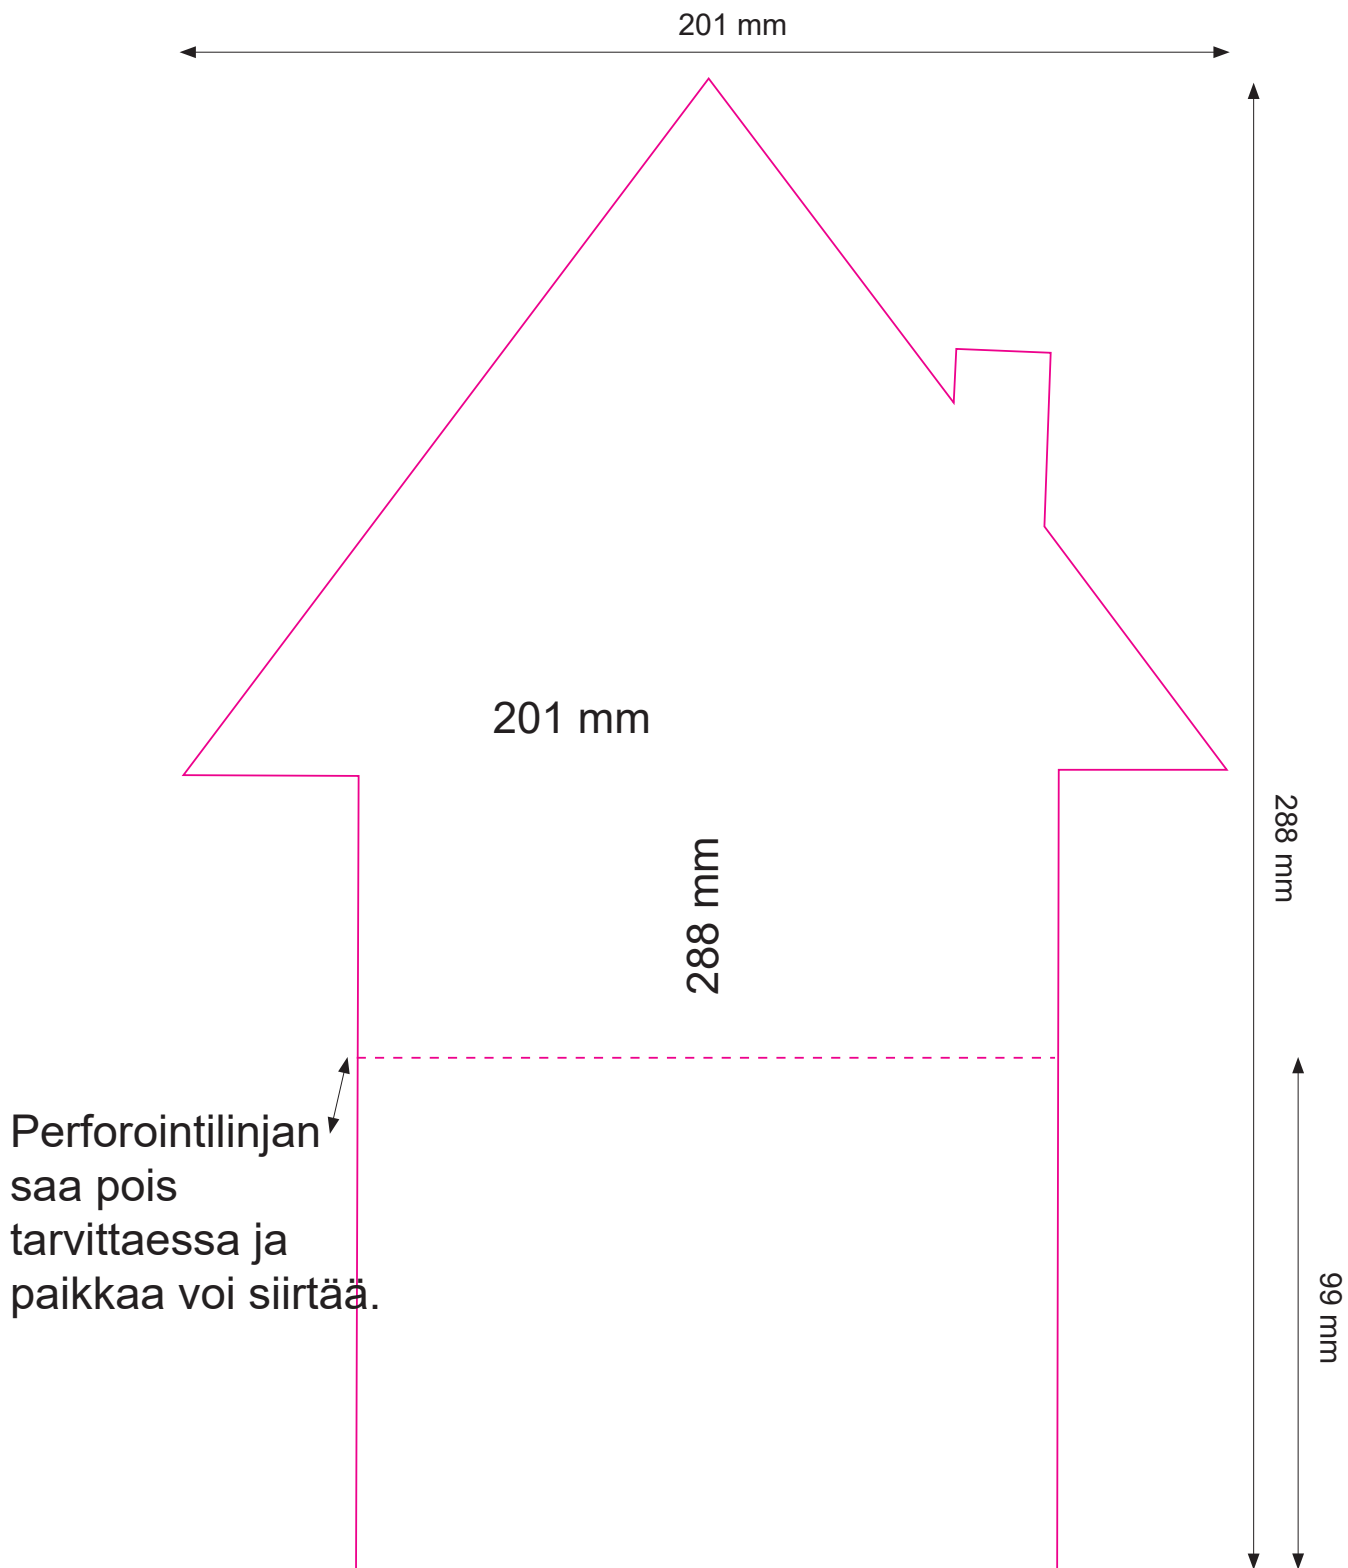 201 mm
201 mm
288 mm
288 mm
Perforointilinjan
saa pois
tarvittaessa ja
paikkaa voi siirtää.
99 mm